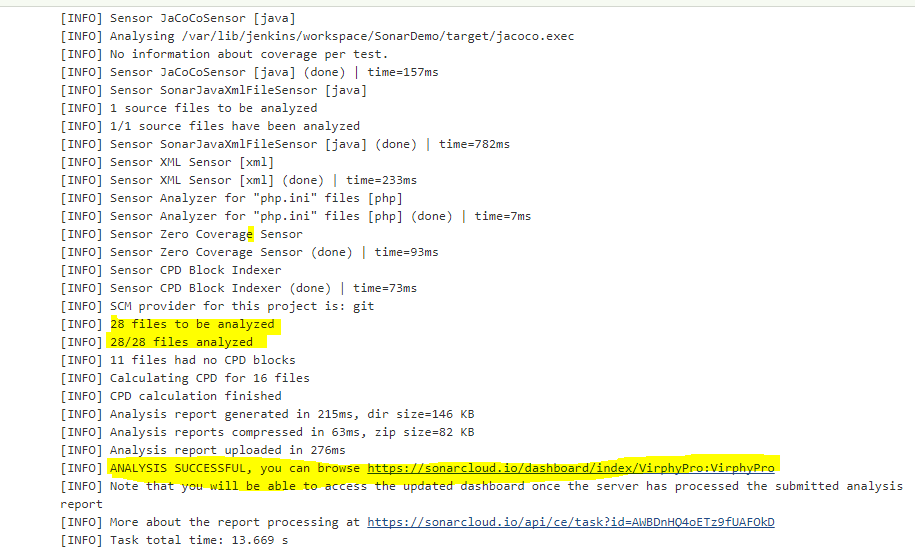 [INFO] Sensor JaCoCoSensor [java]
[INFO] Analysing /var/lib/jenkins/workspace/SonarDemo/target/jacoco.exec
[INFO] No information about coverage per test.
[INFO] Sensor JaCoCoSensor [java] (done) | time=157ms
[INFO] Sensor SonarJavaXmlFileSensor [java]
[INFO] 1 source files to be analyzed
[INFO] 1/1 source files have been analyzed
[INFO] Sensor SonarJavaXmlFileSensor [java] (done) | time=782ms
[INFO] Sensor XML Sensor [xml]
[INFO] Sensor XML Sensor [xml] (done) | time=233ms
[INFO] Sensor Analyzer for "php.ini" files [php]
[INFO] Sensor Analyzer for "php.ini" files [php] (done) | time=7ms
[INFO] Sensor Zero Coverage Sensor
[INFO] Sensor Zero Coverage Sensor (done) | time=93ms
[INFO] Sensor CPD Block Indexer
[INFO] Sensor CPD Block Indexer (done) | time=73ms
[INFO] SCM provider for this project is: git
[INFO] 28 files to be analyzed
[INFO] 28/28 files analyzed
[INFO] 11 files had no CPD blocks
[INFO] Calculating CPD for 16 files
[INFO] CPD calculation finished
[INFO] Analysis report generated in 215ms, dir size=146 KB
[INFO] Analysis reports compressed in 63ms, zip size=82 KB
[INFO] Analysis report uploaded in 276ms
[INFO] ANALYSIS SUCCESSFUL, you can browse https://sonarcloud.io/dashboard/index/VirphyPro:VirphyPro
[INFO] Note that you will be able to access the updated dashboard once the server has processed the submitted analysis
report
[INFO] More about the report processing at https://sonarcloud.io/api/ce/task?id=AWBDnHQ4oETz9fUAFOkD
[INFO] Task total time: 13.669 s